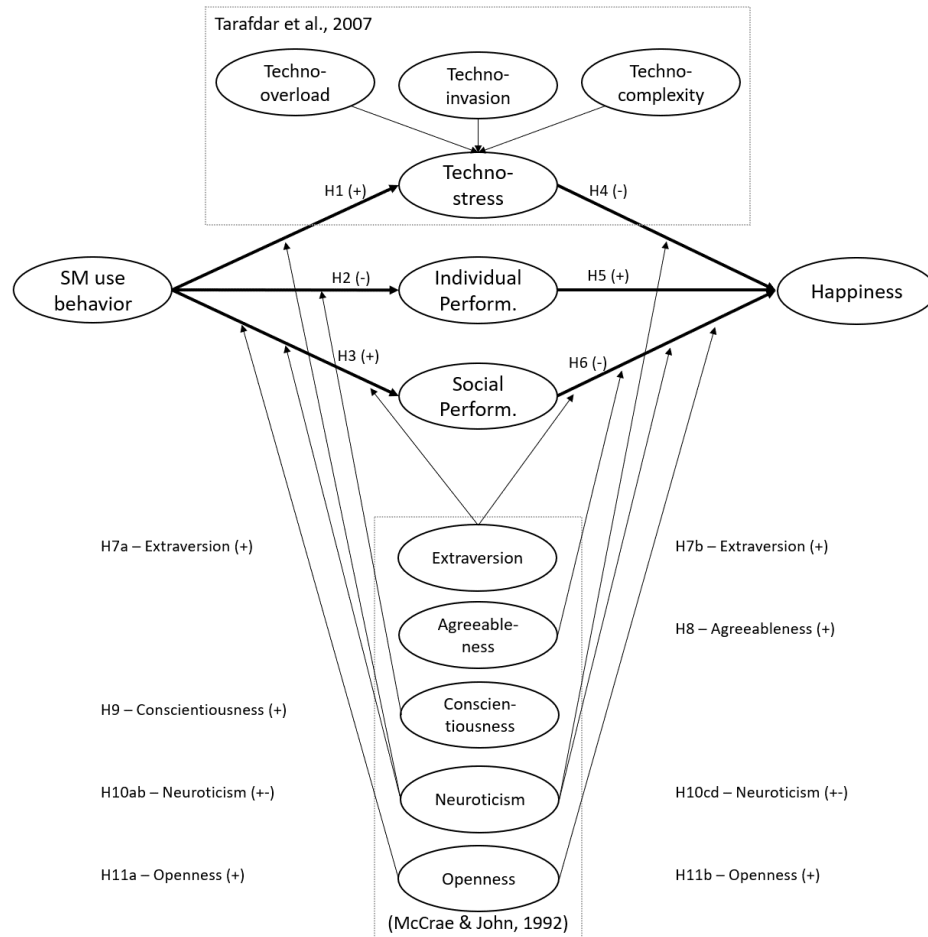 Tarafdar et al., 2007
Techno-
overload
Techno-
invasion
Techno-
complexity
Techno-
stress
H1 (+)
H4 (-)
SM use
behavior
H2 (-)
Individual
Perform.
H5 (+)
Happiness
H3 (+)
Social
Perform.
H6 (-)
H7a – Extraversion (+)
Extraversion
H7b – Extraversion (+)
Agreeable-
ness
H8 – Agreeableness (+)
H9 – Conscientiousness (+)
Conscien-
tiousness
H10ab – Neuroticism (+-)
Neuroticism
H10cd – Neuroticism (+-)
H11a – Openness (+)
Openness
H11b – Openness (+)
(McCrae & John, 1992)